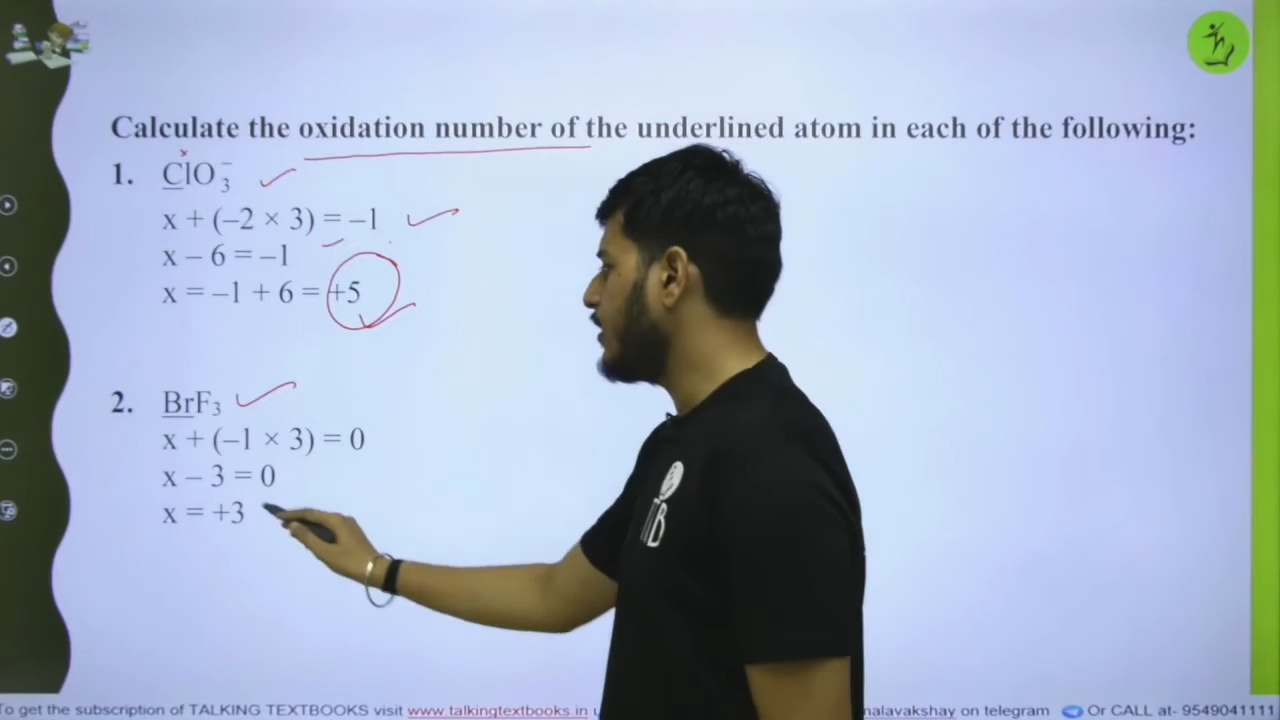 Calculate the oxidation number of the underlined atom in each of the following:
1. ClO₃⁻
x + (–2 × 3) = –1
x – 6 = –1
x = –1 + 6 = +5
2. BrF₃
x + (–1 × 3) = 0
x – 3 = 0
x = +3
To get the subscription of TALKING TEXTBOOKS visit www.talkingtextbooks.in on telegram Or CALL at- 9549041111